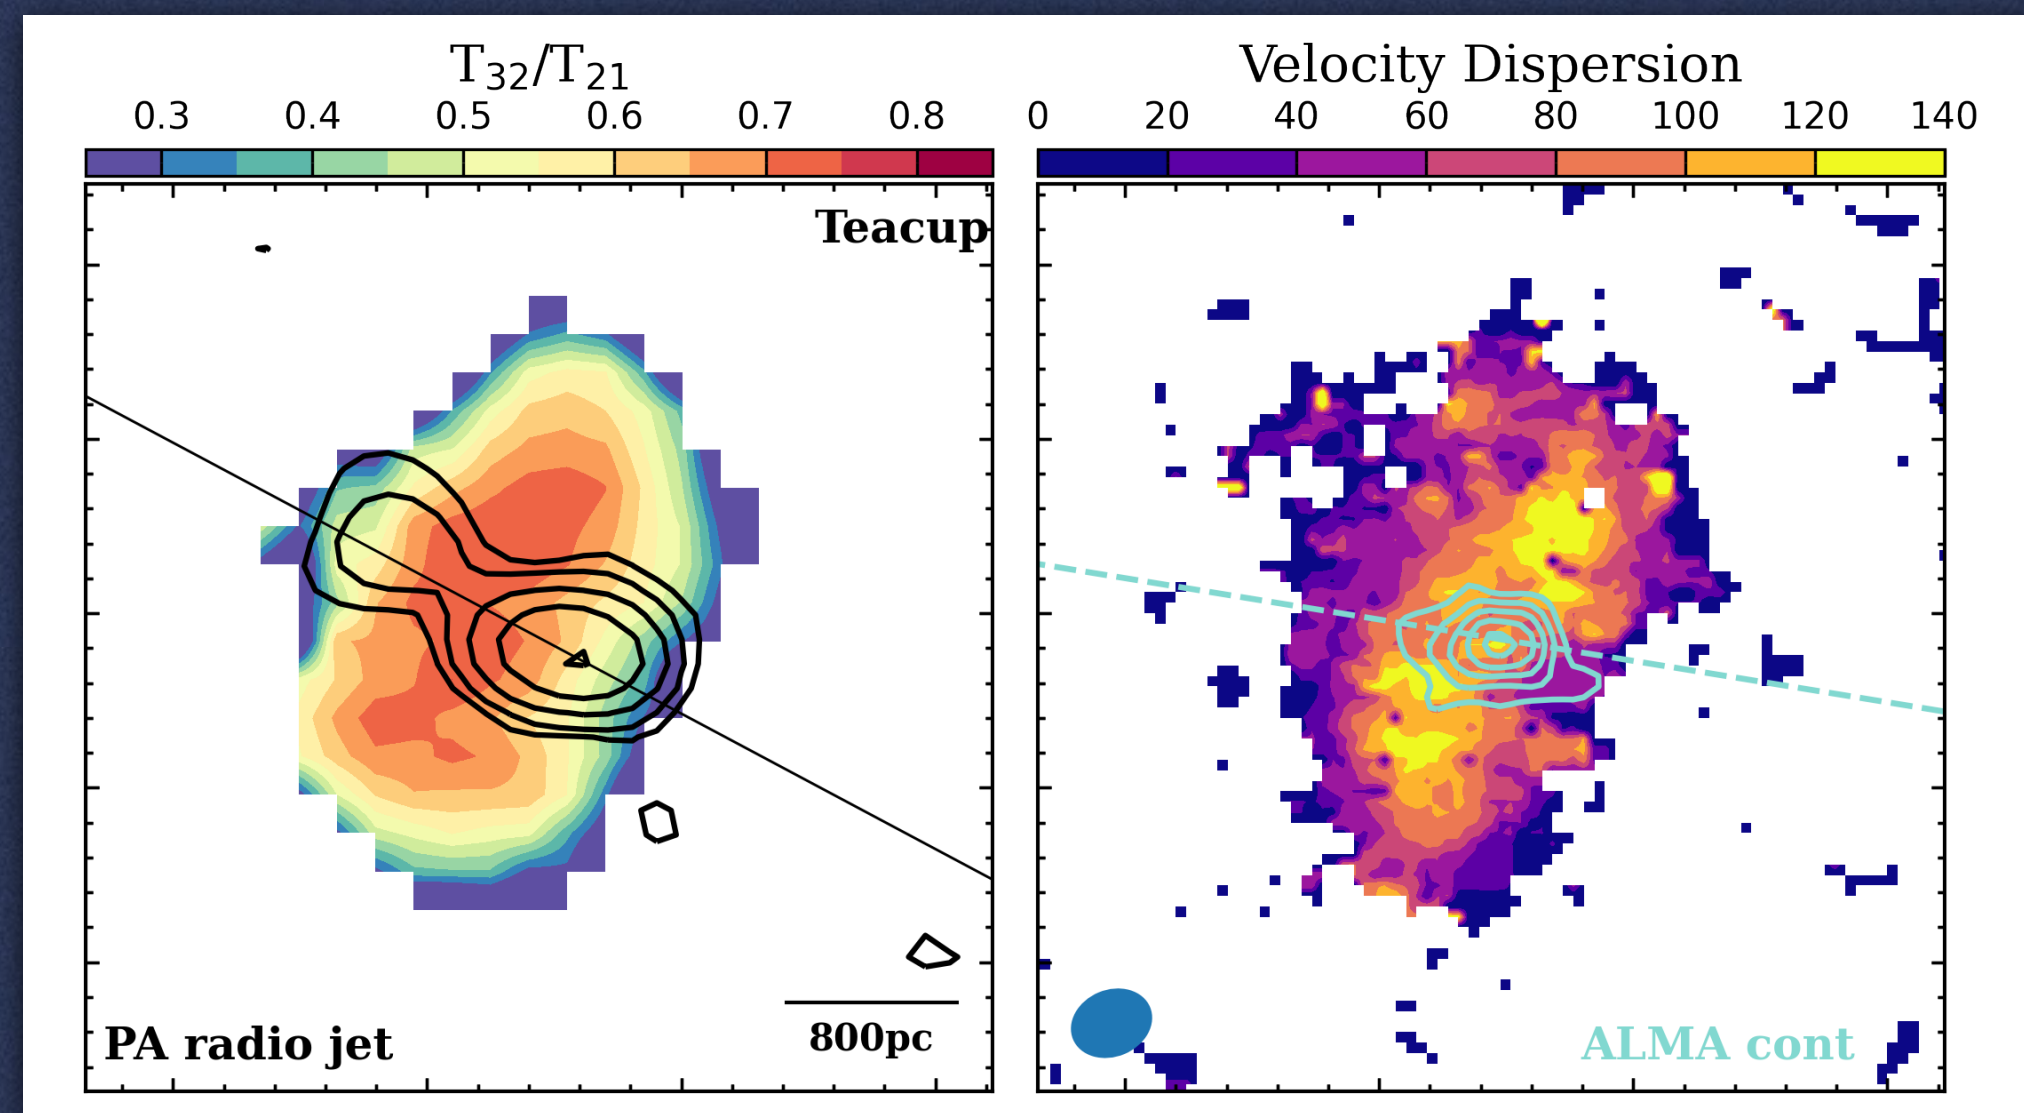 T₃₂/T₂₁
0.3 0.4 0.5 0.6 0.7 0.8
Teacup
PA radio jet
800pc
Velocity Dispersion
0 20 40 60 80 100 120 140
ALMA cont